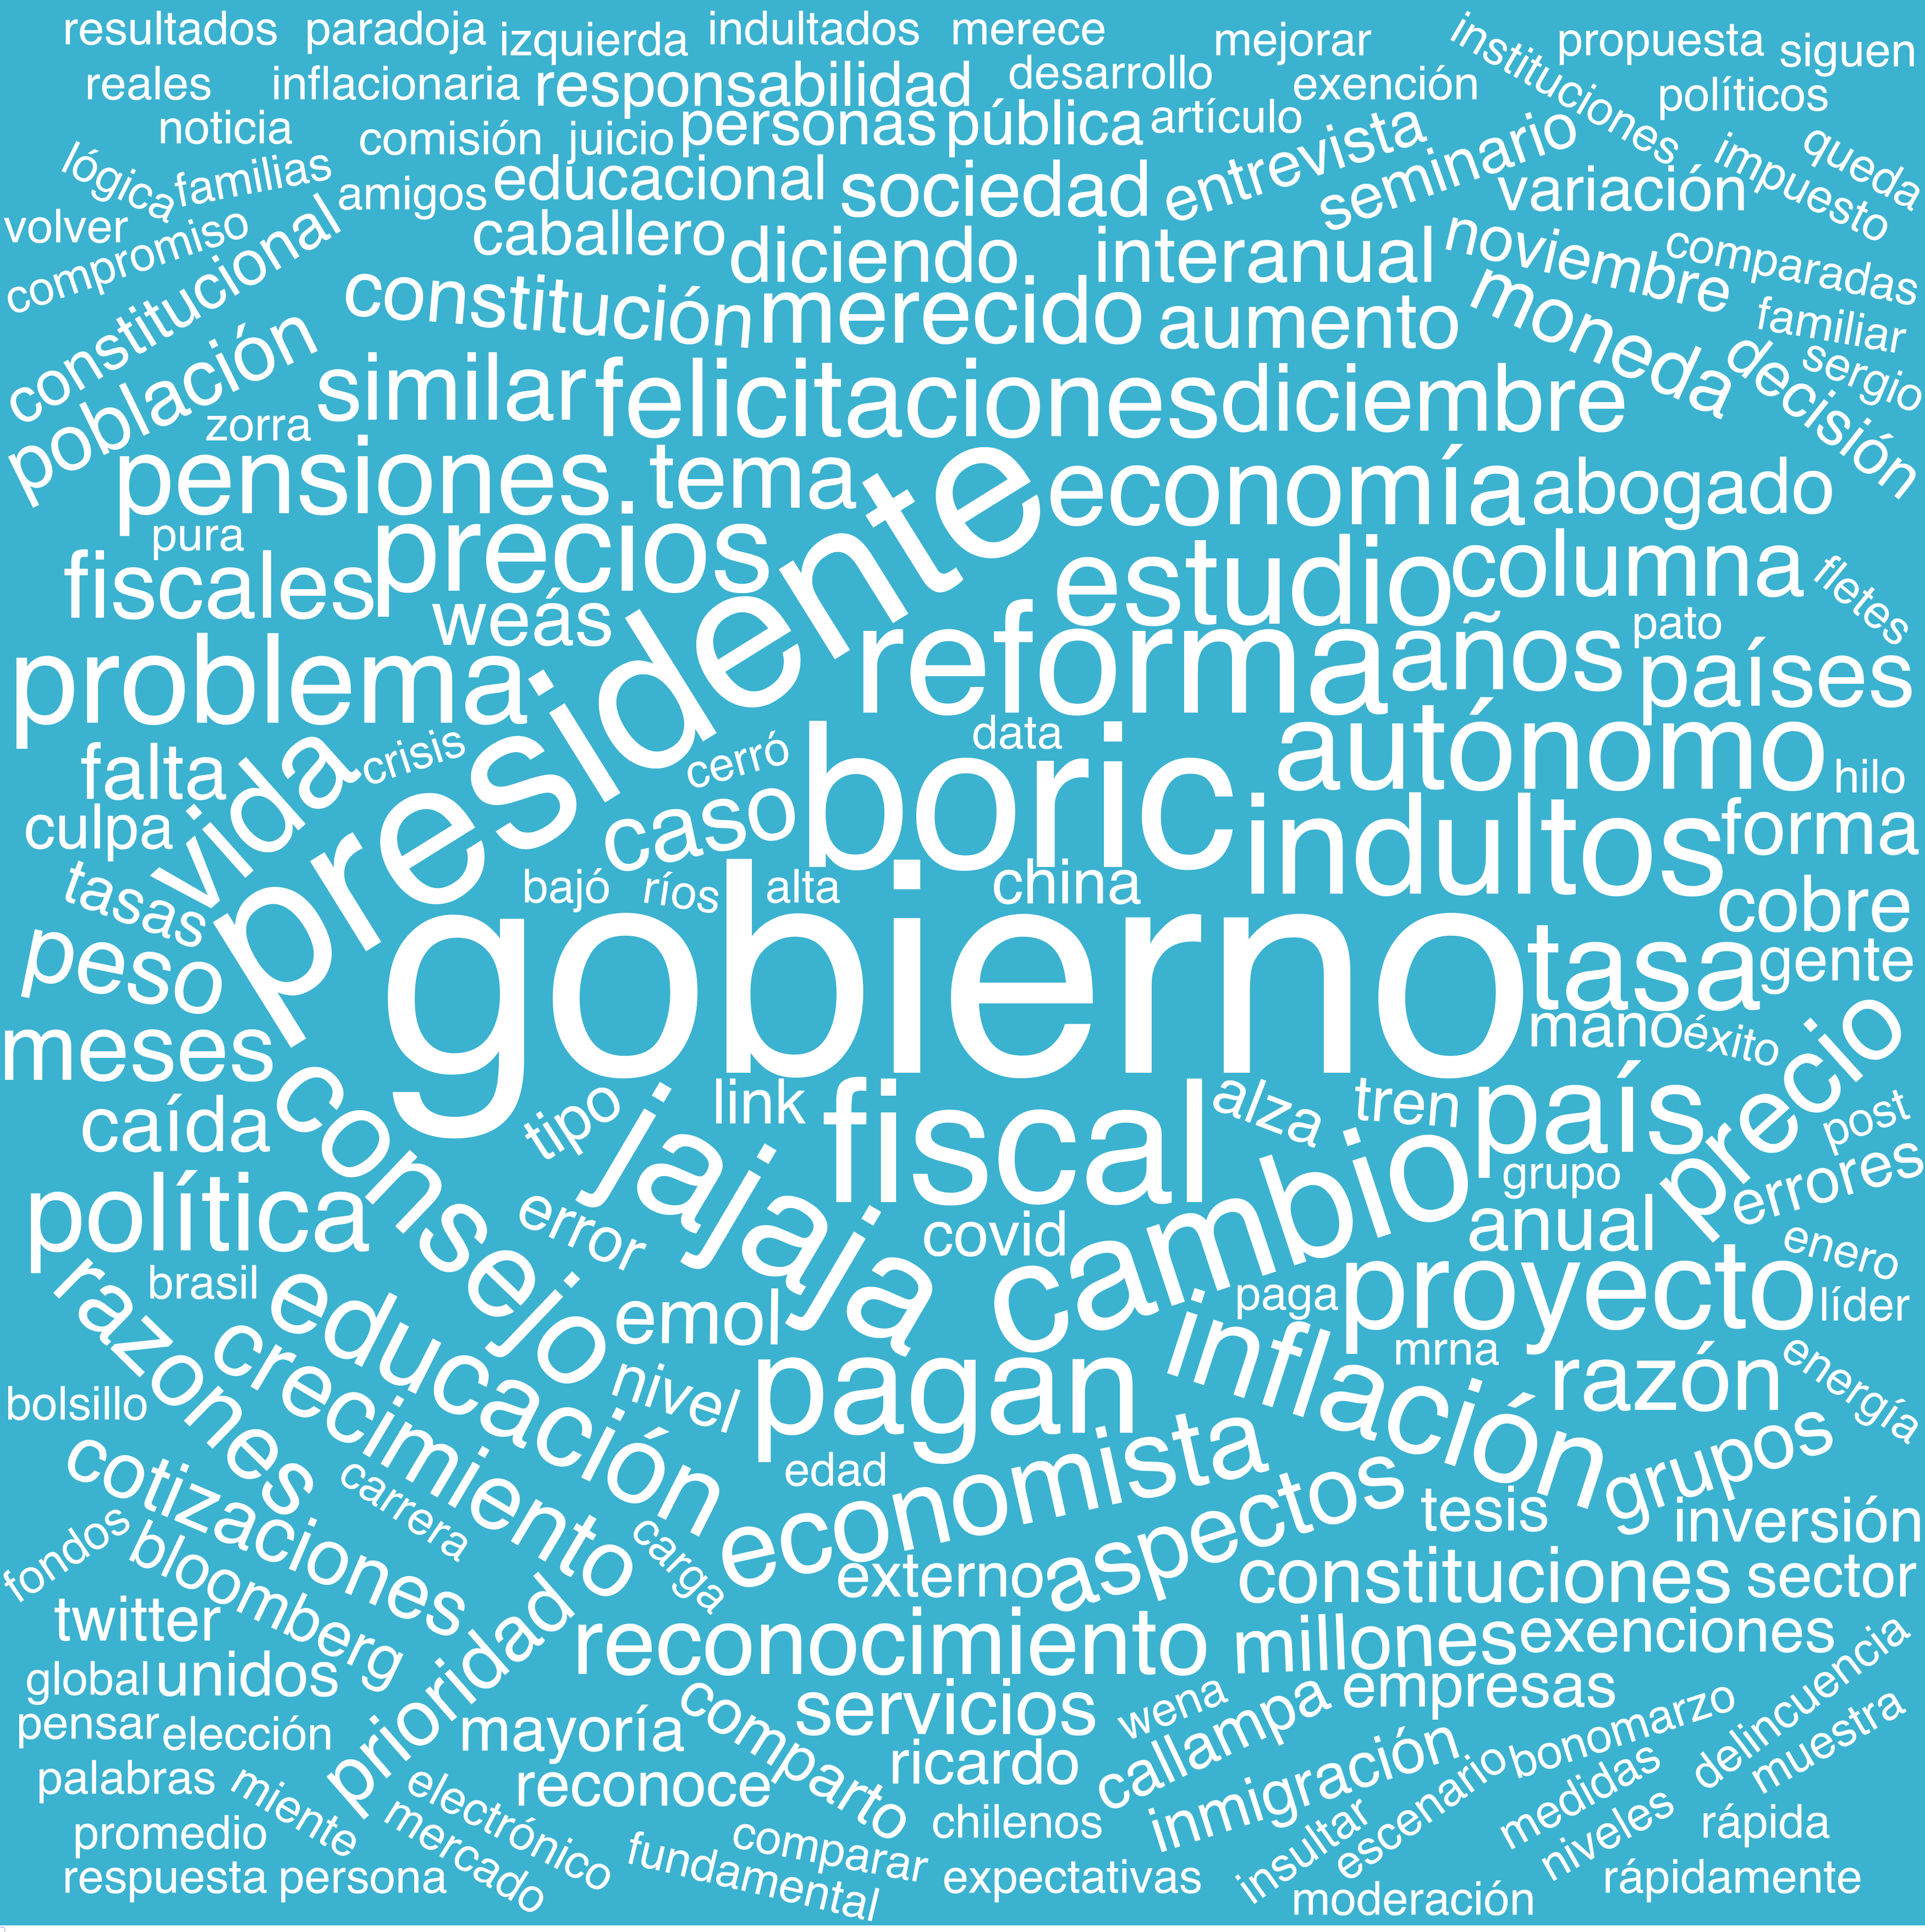 resultados paradoja izquierda indultados merece mejorar instituciones propuesta siguen
reales inflacionaria responsabilidad desarrollo exención políticos
noticia comisión juicio personas pública artículo entrevista seminario impuesto queda
lógica familias amigos educacional sociedad variación
volver compromiso constitucional caballero diciendo interanual noviembre comparadas
población constitución merecido aumento moneda familiar
zorra similar felicitaciones diciembre decisión sergio
pensiones tema economía abogado
pura precios presidente estudio columna fletes
fiscales weás reforma años pato países
problema vida crisis cerró data boric autónomo hilo
falta culpa caso indultos forma
tasas bajó ríos alta china cobre
peso gobierno tasa gente
meses mano éxito precio
caída consejo tipo jajaja link fiscal alza tren país post
política error covid cambio grupo anual errores
razones brasil educación emol paga proyecto enero líder
bolsillo crecimiento nivel pagan inflación mrna razón energía
cotizaciones carrera edad economista aspectos grupos
fondos bloomberg carga externo tesis inversión
twitter constituciones sector
global unidos prioridad reconocimiento millones exenciones
pensar elección mayoría comparto servicios wena callampa empresas delincuencia
palabras miente electrónico reconoce ricardo inmigración escenario bonomarzo medidas muestra
promedio mercado fundamental comparar chilenos insultar niveles rápida
respuesta persona expectativas moderación rápidamente